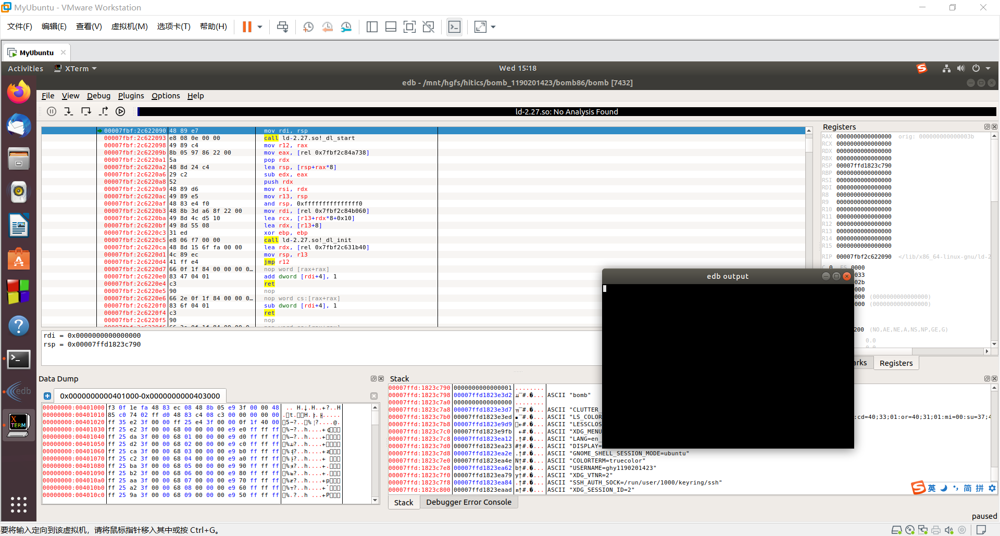 MyUbuntu - VMware Workstation
文件(F) 编辑(E) 查看(V) 虚拟机(M) 选项卡(T) 帮助(H)
MyUbuntu
Activities XTerm Wed 15:18
edb - /mnt/hgfs/hitics/bomb_1190201423/bomb86/bomb [7432]
File View Debug Plugins Options Help
ld-2.27.so: No Analysis Found
00007fbf:2c622090 48 89 e7 mov rdi, rsp
00007fbf:2c622093 e8 08 0e 00 00 call ld-2.27.so!_dl_start
00007fbf:2c622098 49 89 c4 mov r12, rax
00007fbf:2c62209b 8b 05 97 86 22 00 mov eax, [rel 0x7fbf2c84a738]
00007fbf:2c6220a1 5a pop rdx
00007fbf:2c6220a2 48 8d 24 c4 lea rsp, [rsp+rax*8]
00007fbf:2c6220a6 29 c2 sub edx, eax
00007fbf:2c6220a8 52 push rdx
00007fbf:2c6220a9 48 89 d6 mov rsi, rdx
00007fbf:2c6220ac 49 89 e5 mov r13, rsp
00007fbf:2c6220af 48 83 e4 f0 and rsp, 0xfffffffffffffff0
00007fbf:2c6220b3 48 8b 3d a6 8f 22 00 mov rdi, [rel 0x7fbf2c84b060]
00007fbf:2c6220ba 49 8d 4c d5 10 lea rcx, [r13+rdx*8+0x10]
00007fbf:2c6220bf 49 8d 55 08 lea rdx, [r13+8]
00007fbf:2c6220c3 31 ed xor ebp, ebp
00007fbf:2c6220c5 e8 06 f7 00 00 call ld-2.27.so!_dl_init
00007fbf:2c6220ca 48 8d 15 6f fa 00 00 lea rdx, [rel 0x7fbf2c631b40]
00007fbf:2c6220d1 4c 89 ec mov rsp, r13
00007fbf:2c6220d4 41 ff e4 jmp r12
00007fbf:2c6220d7 66 0f 1f 84 00 00 00 0… nop word [rax+rax]
00007fbf:2c6220e0 83 47 04 01 add dword [rdi+4], 1
00007fbf:2c6220e4 c3 ret
00007fbf:2c6220e5 90 nop
00007fbf:2c6220e6 66 2e 0f 1f 84 00 00 0… nop word cs:[rax+rax]
00007fbf:2c6220f0 83 6f 04 01 sub dword [rdi+4], 1
00007fbf:2c6220f4 c3 ret
00007fbf:2c6220f5 90 nop
rdi = 0x0000000000000000
rsp = 0x00007ffd1823c790
Registers
RAX 0000000000000000 orig: 000000000000003b
RCX 0000000000000000
RDX 0000000000000000
RBX 0000000000000000
RSP 00007ffd1823c790
RBP 0000000000000000
RSI 0000000000000000
RDI 0000000000000000
R8 0000000000000000
R9 0000000000000000
R10 0000000000000000
R11 0000000000000000
R12 0000000000000000
R13 0000000000000000
R14 0000000000000000
R15 0000000000000000
RIP 00007fbf2c622090 </lib/x86_64-linux-gnu/ld-2
C 0 ES 0000
033
02b
000
000 (0000000000000000)
000 (0000000000000000)
200 (NO,AE,NE,A,NS,NP,GE,G)
0.0
arks Registers
edb output
Data Dump
0x0000000000401000-0x0000000000403000
00000000:00401000 f3 0f 1e fa 48 83 ec 08 48 8b 05 e9 3f 00 00 48
00000000:00401010 85 c0 74 02 ff d0 48 83 c4 08 c3 00 00 00 00 00
00000000:00401020 ff 35 e2 3f 00 00 ff 25 e4 3f 00 00 0f 1f 40 00
00000000:00401030 ff 25 e2 3f 00 00 68 00 00 00 00 e9 e0 ff ff ff
00000000:00401040 ff 25 da 3f 00 00 68 01 00 00 00 e9 d0 ff ff ff
00000000:00401050 ff 25 d2 3f 00 00 68 02 00 00 00 e9 c0 ff ff ff
00000000:00401060 ff 25 ca 3f 00 00 68 03 00 00 00 e9 b0 ff ff ff
00000000:00401070 ff 25 c2 3f 00 00 68 04 00 00 00 e9 a0 ff ff ff
00000000:00401080 ff 25 ba 3f 00 00 68 05 00 00 00 e9 90 ff ff ff
00000000:00401090 ff 25 b2 3f 00 00 68 06 00 00 00 e9 80 ff ff ff
00000000:004010a0 ff 25 aa 3f 00 00 68 07 00 00 00 e9 70 ff ff ff
00000000:004010b0 ff 25 a2 3f 00 00 68 08 00 00 00 e9 60 ff ff ff
00000000:004010c0 ff 25 9a 3f 00 00 68 09 00 00 00 e9 50 ff ff ff
Stack
00007ffd:1823c790 0000000000000001 ........
00007ffd:1823c798 00007ffd1823e3d2 ASCII "bomb"
00007ffd:1823c7a0 0000000000000000 ........
00007ffd:1823c7a8 00007ffd1823e3d7 ASCII "CLUTTER_
00007ffd:1823c7b0 00007ffd1823e3ed ASCII "LS_COLOR :cd=40;33;01:or=40;31;01:mi=00:su=37;4
00007ffd:1823c7b8 00007ffd1823e9d9 ASCII "LESSCLOS
00007ffd:1823c7c0 00007ffd1823e9fb ASCII "XDG_MENU
00007ffd:1823c7c8 00007ffd1823ea12 ASCII "LANG=en_
00007ffd:1823c7d0 00007ffd1823ea23 ASCII "DISPLAY=
00007ffd:1823c7d8 00007ffd1823ea2e ASCII "GNOME_SHELL_SESSION_MODE=ubuntu"
00007ffd:1823c7e0 00007ffd1823ea4e ASCII "COLORTERM=truecolor"
00007ffd:1823c7e8 00007ffd1823ea62 ASCII "USERNAME=ghy1190201423"
00007ffd:1823c7f0 00007ffd1823ea79 ASCII "XDG_VTNR=2"
00007ffd:1823c7f8 00007ffd1823ea84 ASCII "SSH_AUTH_SOCK=/run/user/1000/keyring/ssh"
00007ffd:1823c800 00007ffd1823eaad ASCII "XDG_SESSION_ID=2"
Stack Debugger Error Console
英 简 拼
paused
要将输入定向到该虚拟机，请将鼠标指针移入其中或按 Ctrl+G。